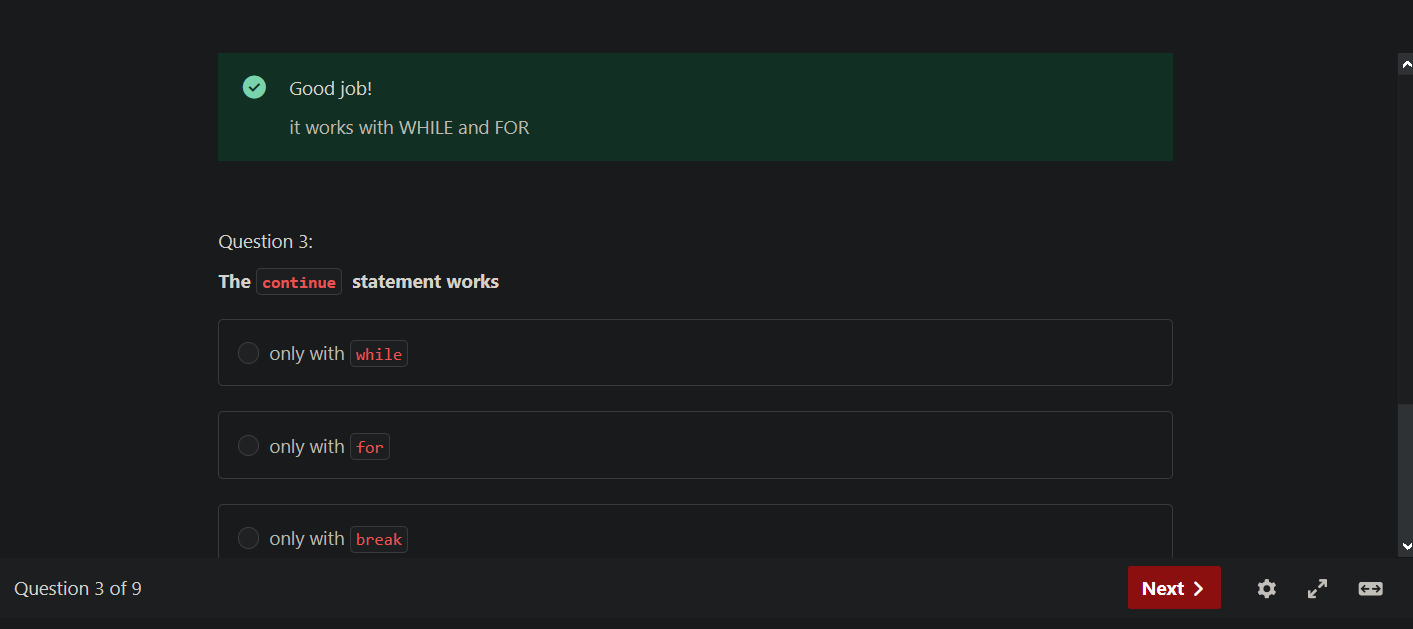 Good job!
it works with WHILE and FOR
Question 3:
The continue statement works
only with while
only with for
only with break
Question 3 of 9
Next